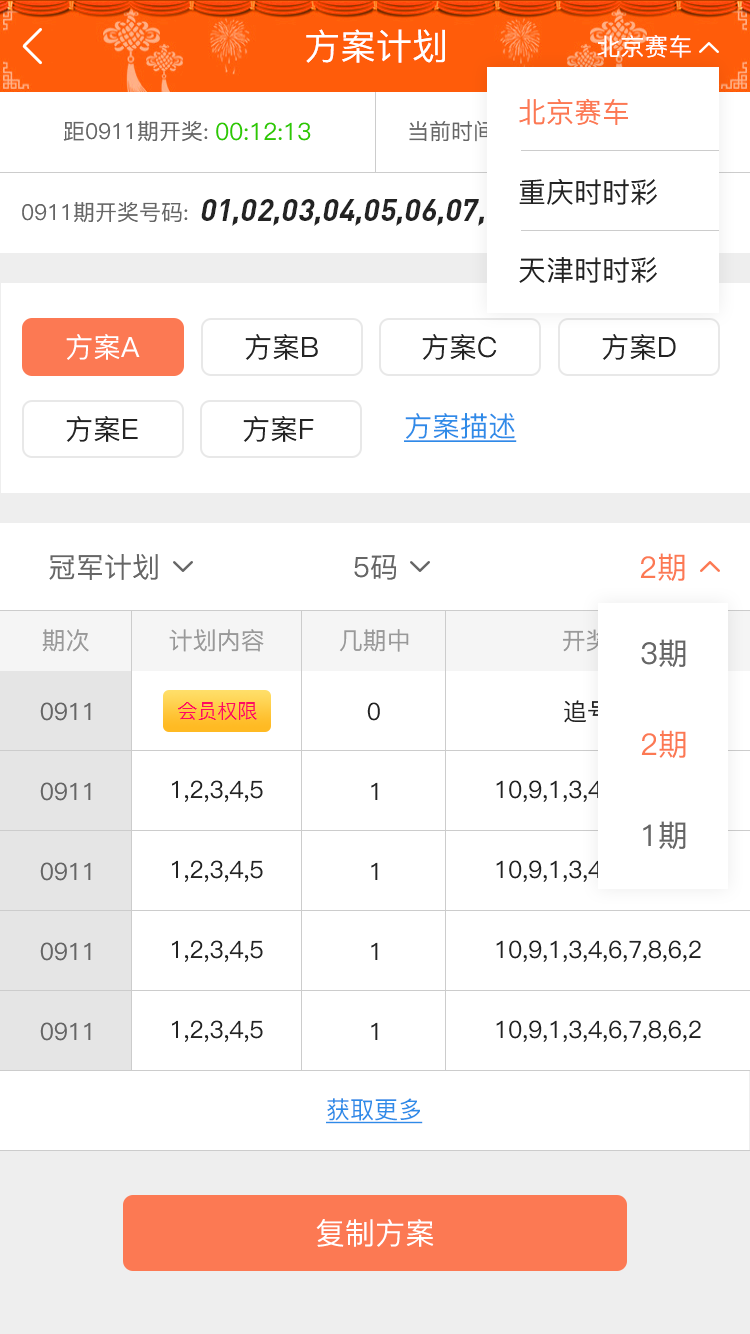 方案计划
北京赛车
北京赛车
重庆时时彩
天津时时彩
距0911期开奖: 00:12:13
当前时间
0911期开奖号码: 01,02,03,04,05,06,07,
方案A 方案B 方案C 方案D
方案E 方案F 方案描述
冠军计划 5码 2期
3期
2期
1期
期次 计划内容 几期中 开奖
0911 会员权限 0 追号
0911 1,2,3,4,5 1 10,9,1,3,4
0911 1,2,3,4,5 1 10,9,1,3,4
0911 1,2,3,4,5 1 10,9,1,3,4,6,7,8,6,2
0911 1,2,3,4,5 1 10,9,1,3,4,6,7,8,6,2
获取更多
复制方案